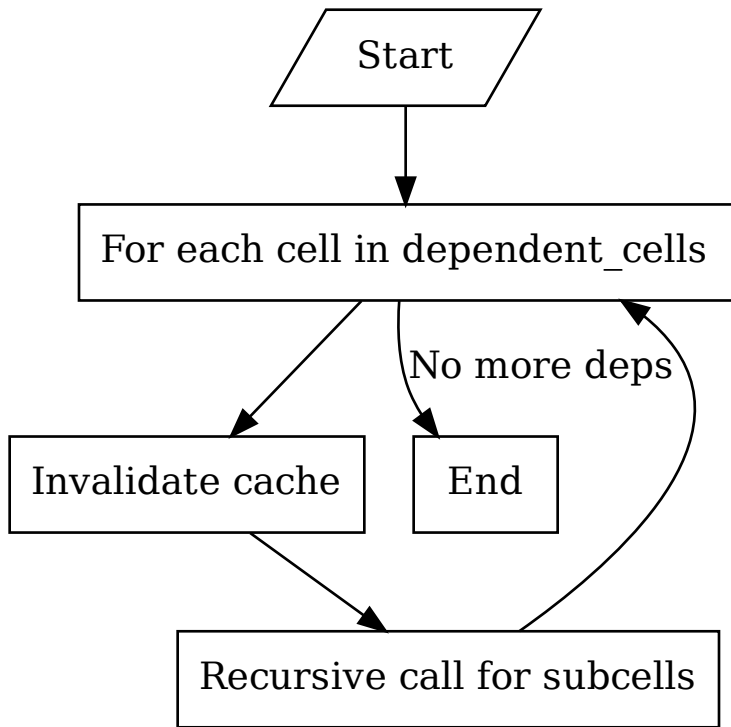 Start
For each cell in dependent_cells
No more deps
Invalidate cache
End
Recursive call for subcells